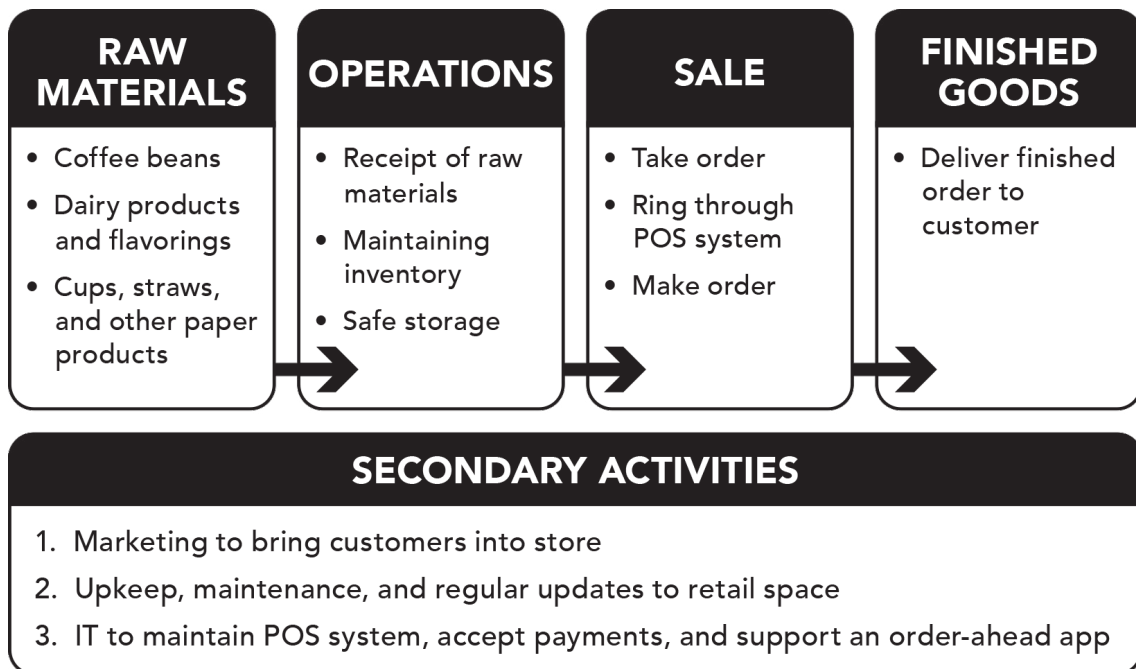 RAW
MATERIALS
• Coffee beans
• Dairy products
and flavorings
• Cups, straws,
and other paper
products
OPERATIONS
• Receipt of raw
materials
• Maintaining
inventory
• Safe storage
SALE
• Take order
• Ring through
POS system
• Make order
FINISHED
GOODS
• Deliver finished
order to
customer
SECONDARY ACTIVITIES
1. Marketing to bring customers into store
2. Upkeep, maintenance, and regular updates to retail space
3. IT to maintain POS system, accept payments, and support an order-ahead app